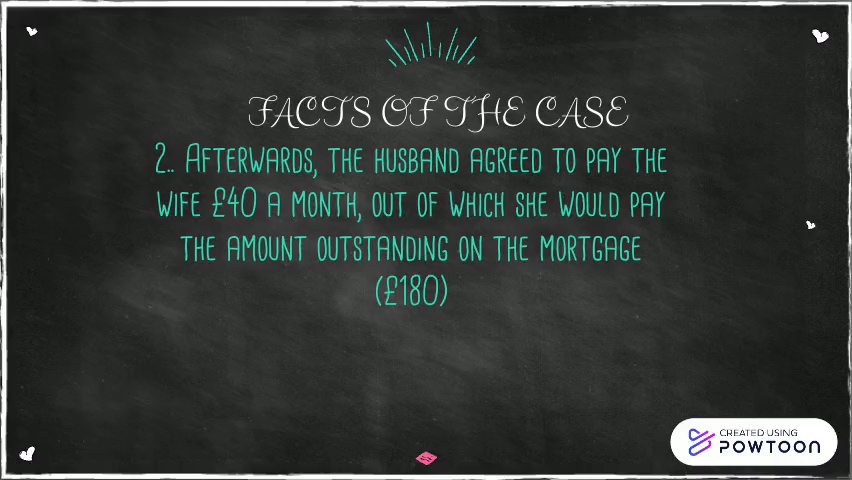 FACTS OF THE CASE
2.. AFTERWARDS, THE HUSBAND AGREED TO PAY THE
WIFE £40 A MONTH, OUT OF WHICH SHE WOULD PAY
THE AMOUNT OUTSTANDING ON THE MORTGAGE
(£180)
CREATED USING
POWTOON